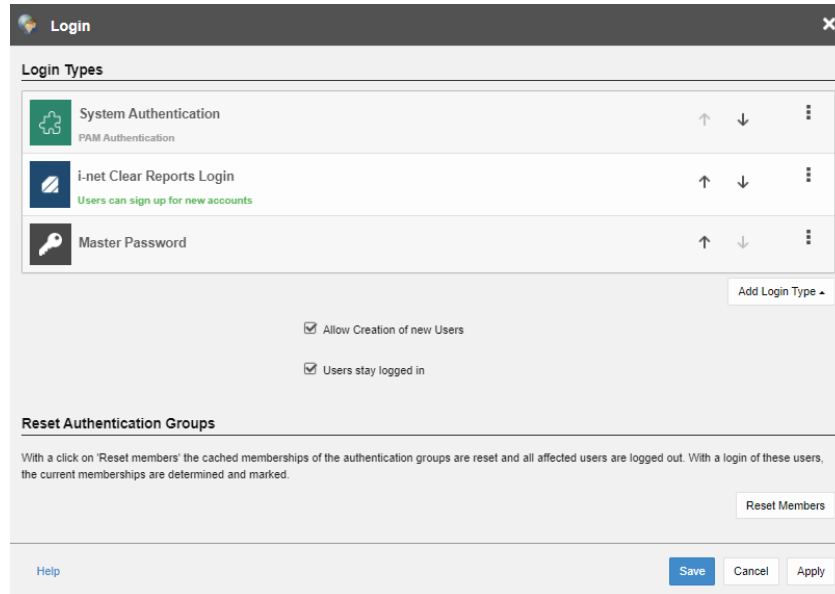 Login
Login Types
System Authentication
PAM Authentication
i-net Clear Reports Login
Users can sign up for new accounts
Master Password
Add Login Type
Allow Creation of new Users
Users stay logged in
Reset Authentication Groups
With a click on 'Reset members' the cached memberships of the authentication groups are reset and all affected users are logged out. With a login of these users,
the current memberships are determined and marked.
Reset Members
Help
Save
Cancel
Apply